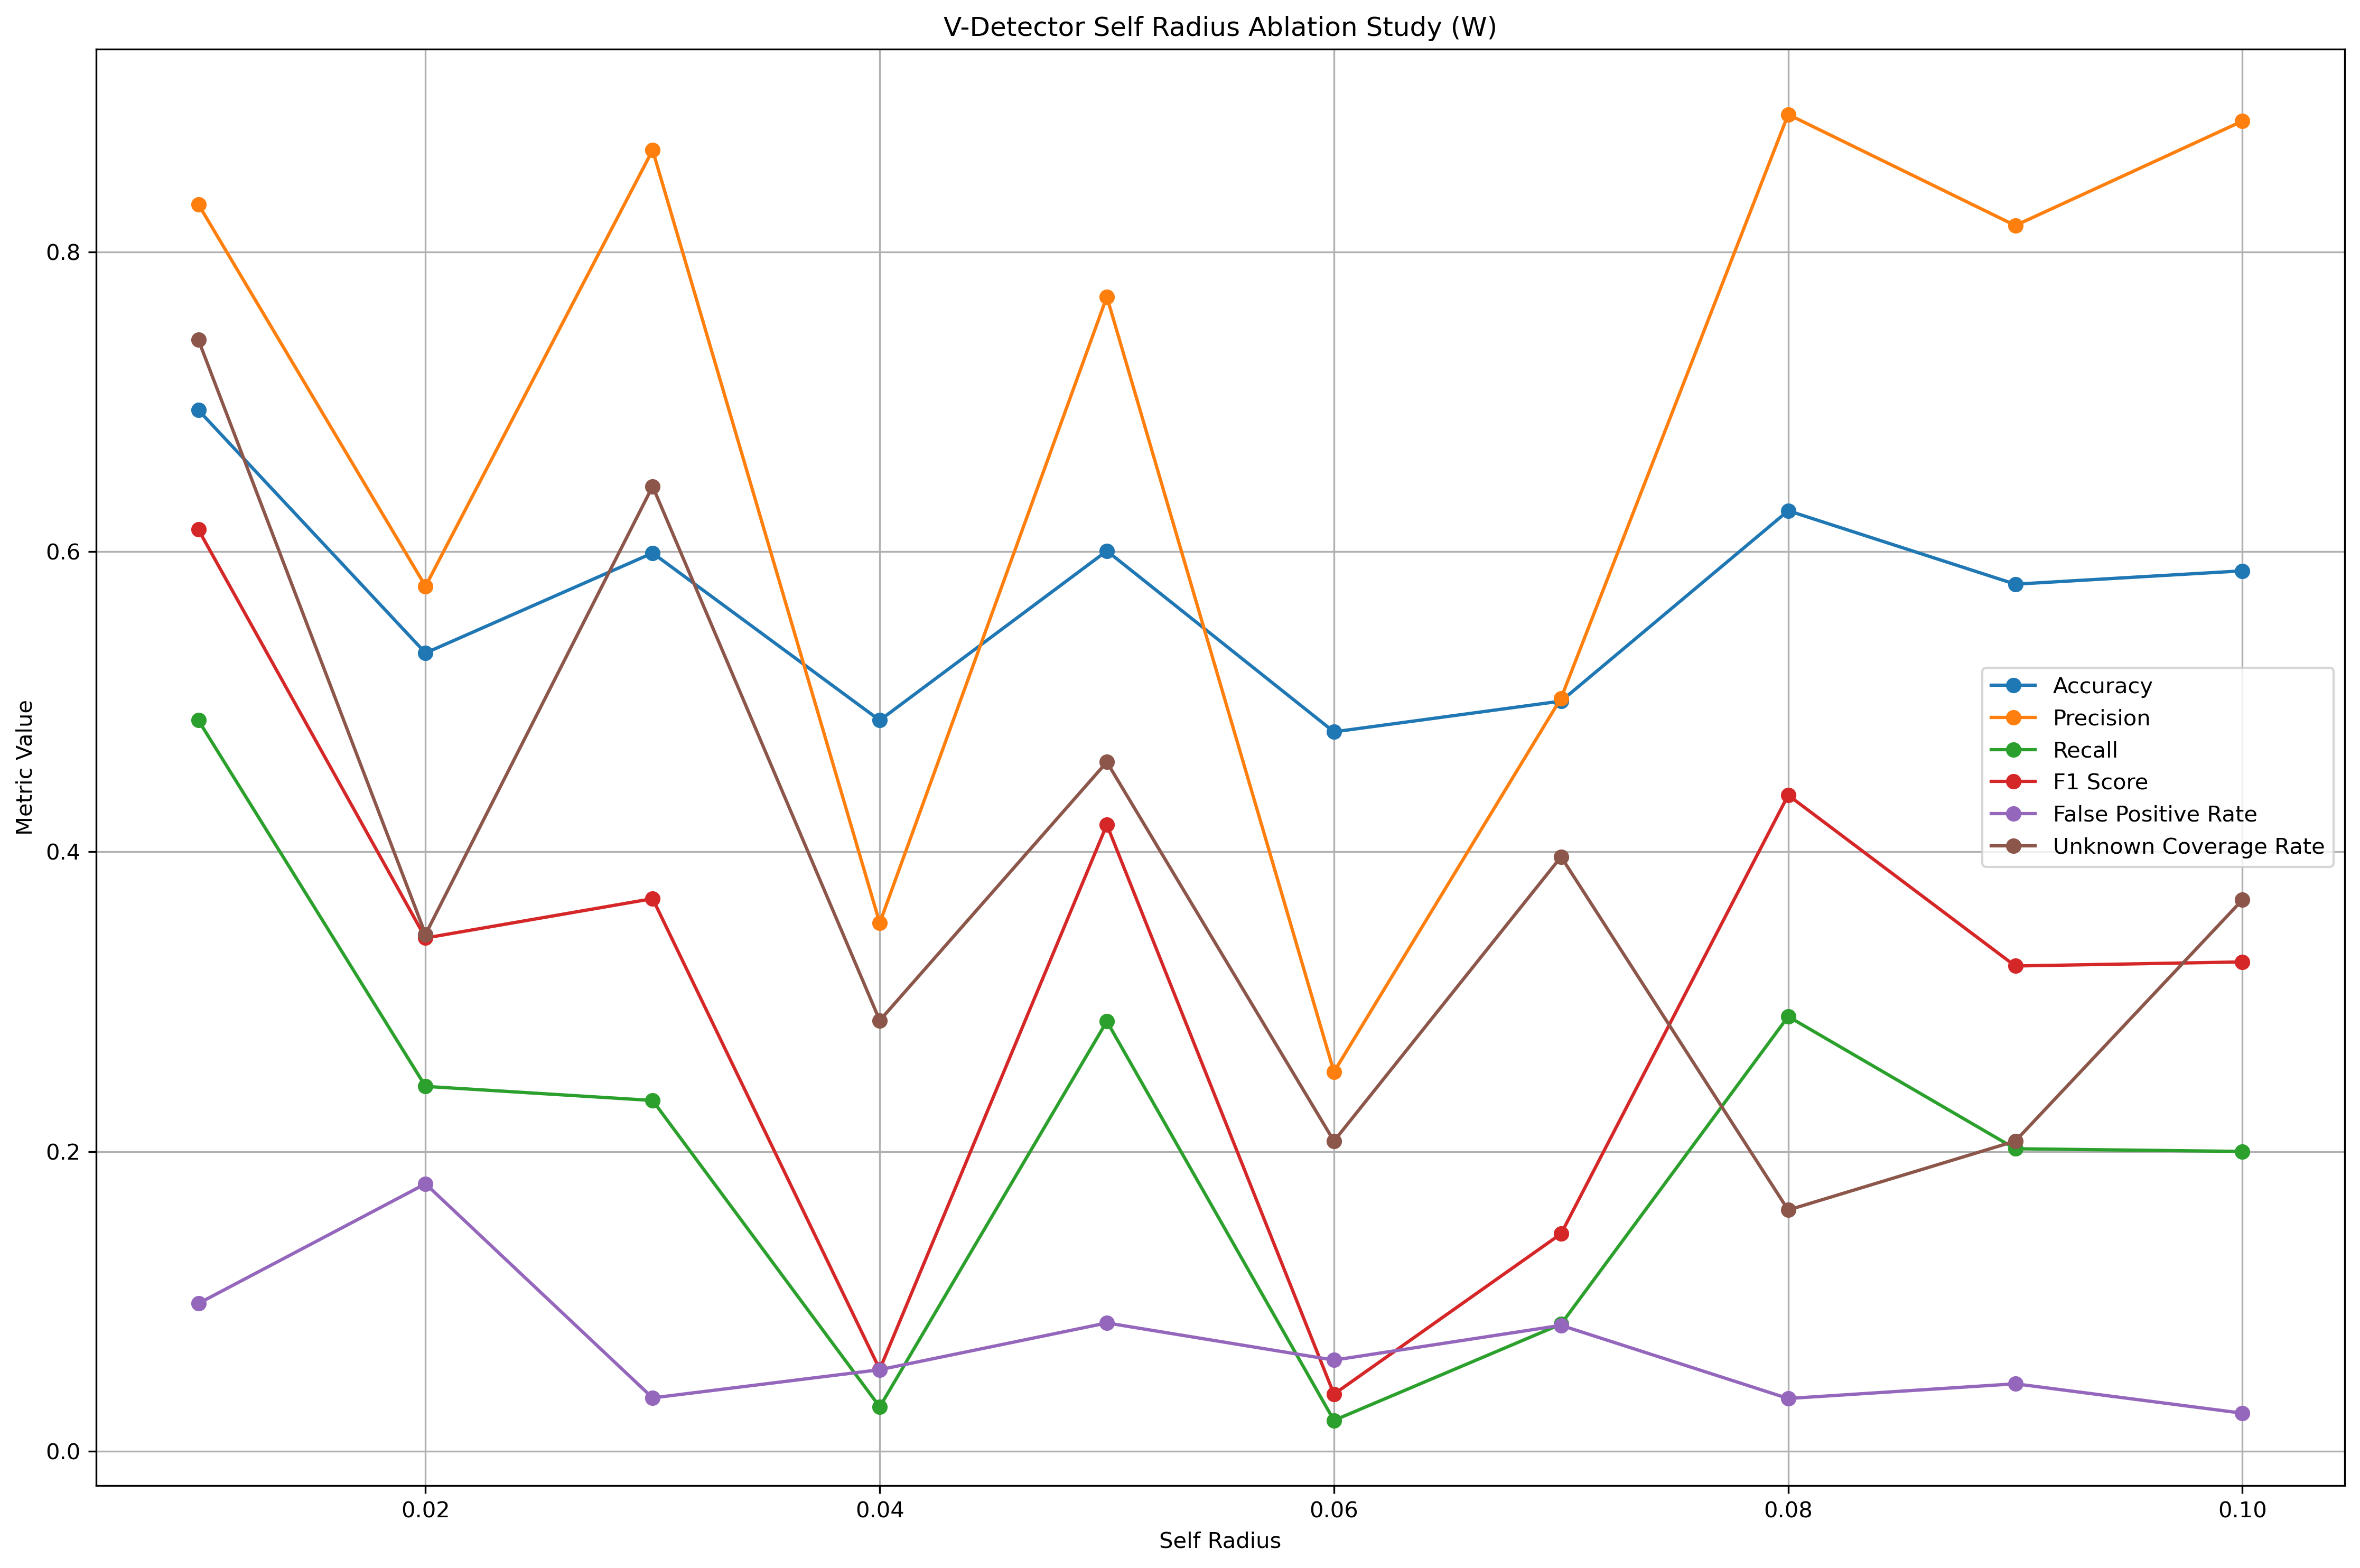 V-Detector Self Radius Ablation Study (W)
Metric Value
0.8
0.6
0.4
0.2
0.0
Accuracy
Precision
Recall
F1 Score
False Positive Rate
Unknown Coverage Rate
0.02 0.04 0.06 0.08 0.10
Self Radius